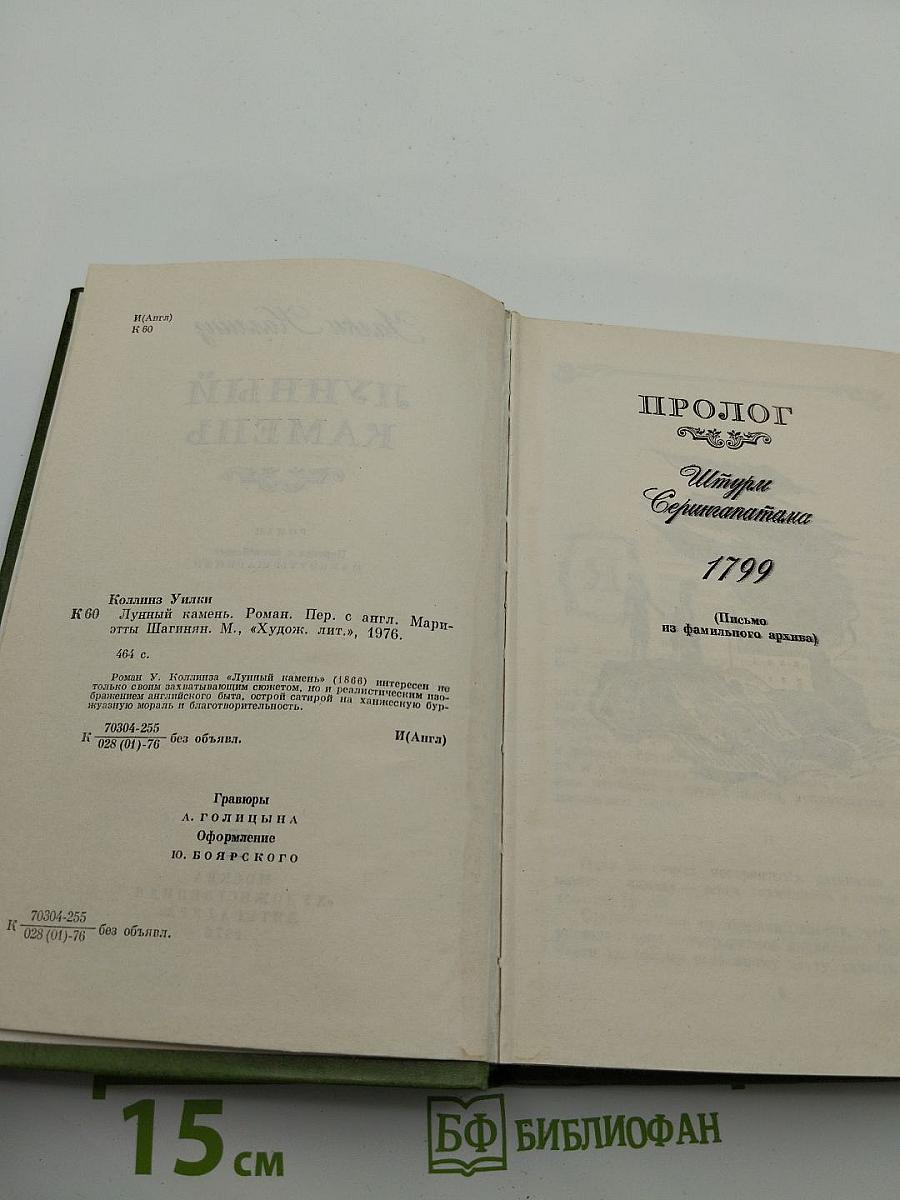 И(Англ)
К 60
Коллинз Уилки
К 60 Лунный камень. Роман. Пер. с англ. Мари-
этты Шагинян. М., «Худож. лит.», 1976.
464 с.
Роман У. Коллинза «Лунный камень» (1866) интересен не
только своим захватывающим сюжетом, но и реалистическим изо-
бражением английского быта, острой сатирой на ханжескую бур-
жуазную мораль и благотворительность.
К 70304-255
028 (01)-76 без объявл.
И(Англ)
Гравюры
А. ГОЛИЦЫНА
Оформление
Ю. БОЯРСКОГО
К 70304-255
028 (01)-76 без объявл.
ПРОЛОГ
Штурм
Серингапатама
1799
(Письмо
из фамильного архива)
15 см
БФ БИБЛИОФАН